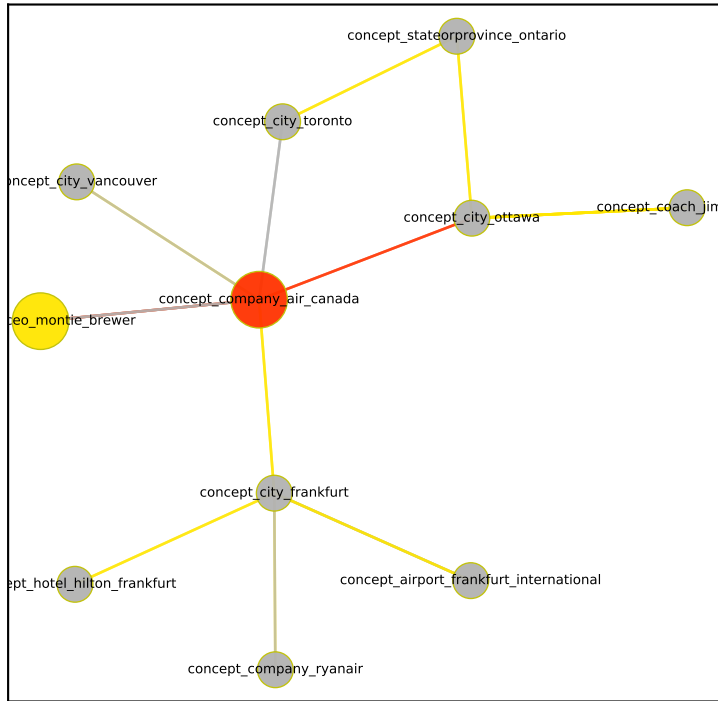 concept_stateorprovince_ontario
concept_city_toronto
oncept_city_vancouver
concept_coach_jim
concept_city_ottawa
concept_company_air_canada
ceo_montie_brewer
concept_city_frankfurt
ept_hotel_hilton_frankfurt
concept_airport_frankfurt_international
concept_company_ryanair